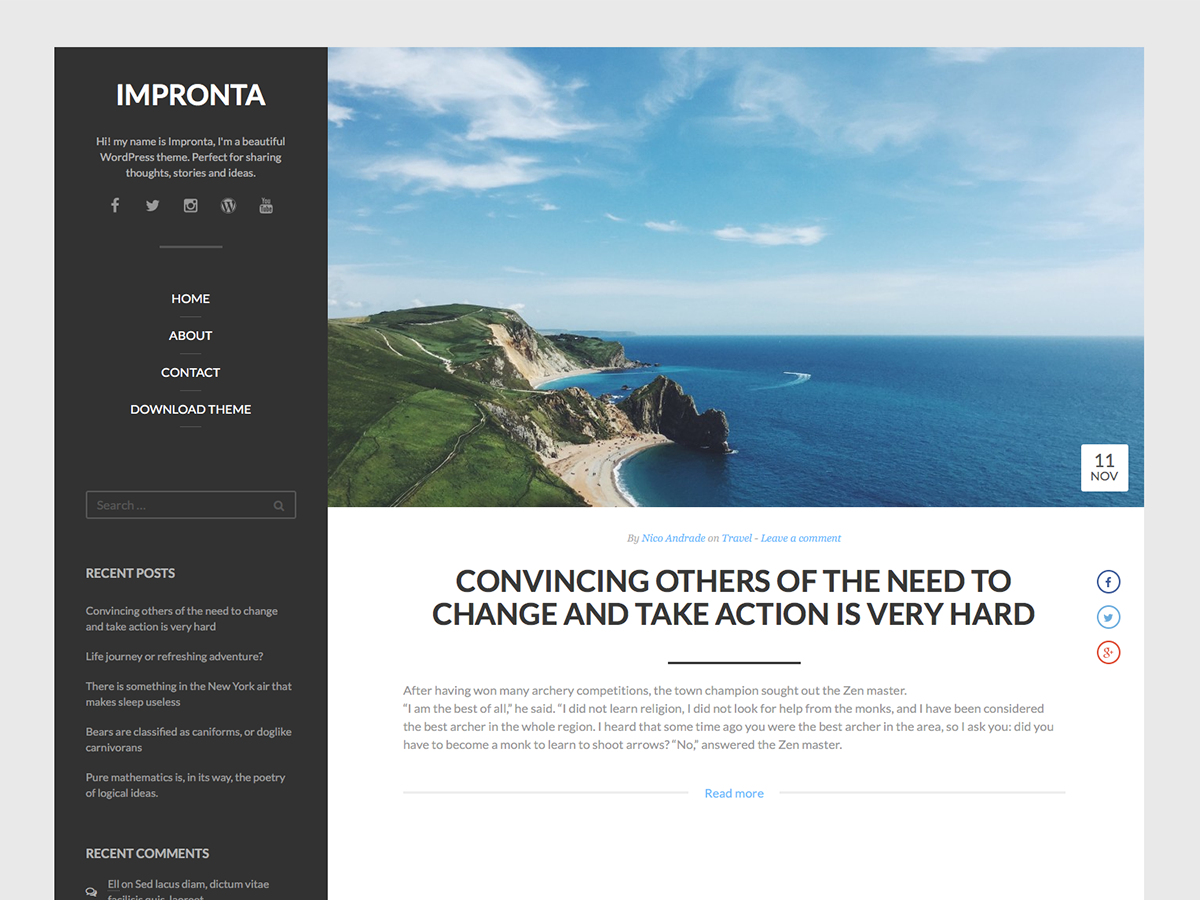 IMPRONTA
Hi! my name is Impronta, I'm a beautiful
WordPress theme. Perfect for sharing
thoughts, stories and ideas.
You
Tube
HOME
ABOUT
CONTACT
DOWNLOAD THEME
Search ...
RECENT POSTS
Convincing others of the need to change
and take action is very hard
Life journey or refreshing adventure?
There is something in the New York air that
makes sleep useless
Bears are classified as caniforms, or doglike
carnivorans
Pure mathematics is, in its way, the poetry
of logical ideas.
RECENT COMMENTS
Ell on Sed lacus diam, dictum vitae
facilisis quis, laoreet
11
NOV
By Nico Andrade on Travel - Leave a comment
CONVINCING OTHERS OF THE NEED TO
CHANGE AND TAKE ACTION IS VERY HARD
After having won many archery competitions, the town champion sought out the Zen master.
“I am the best of all,” he said. “I did not learn religion, I did not look for help from the monks, and I have been considered
the best archer in the whole region. I heard that some time ago you were the best archer in the area, so I ask you: did you
have to become a monk to learn to shoot arrows? “No,” answered the Zen master.
Read more